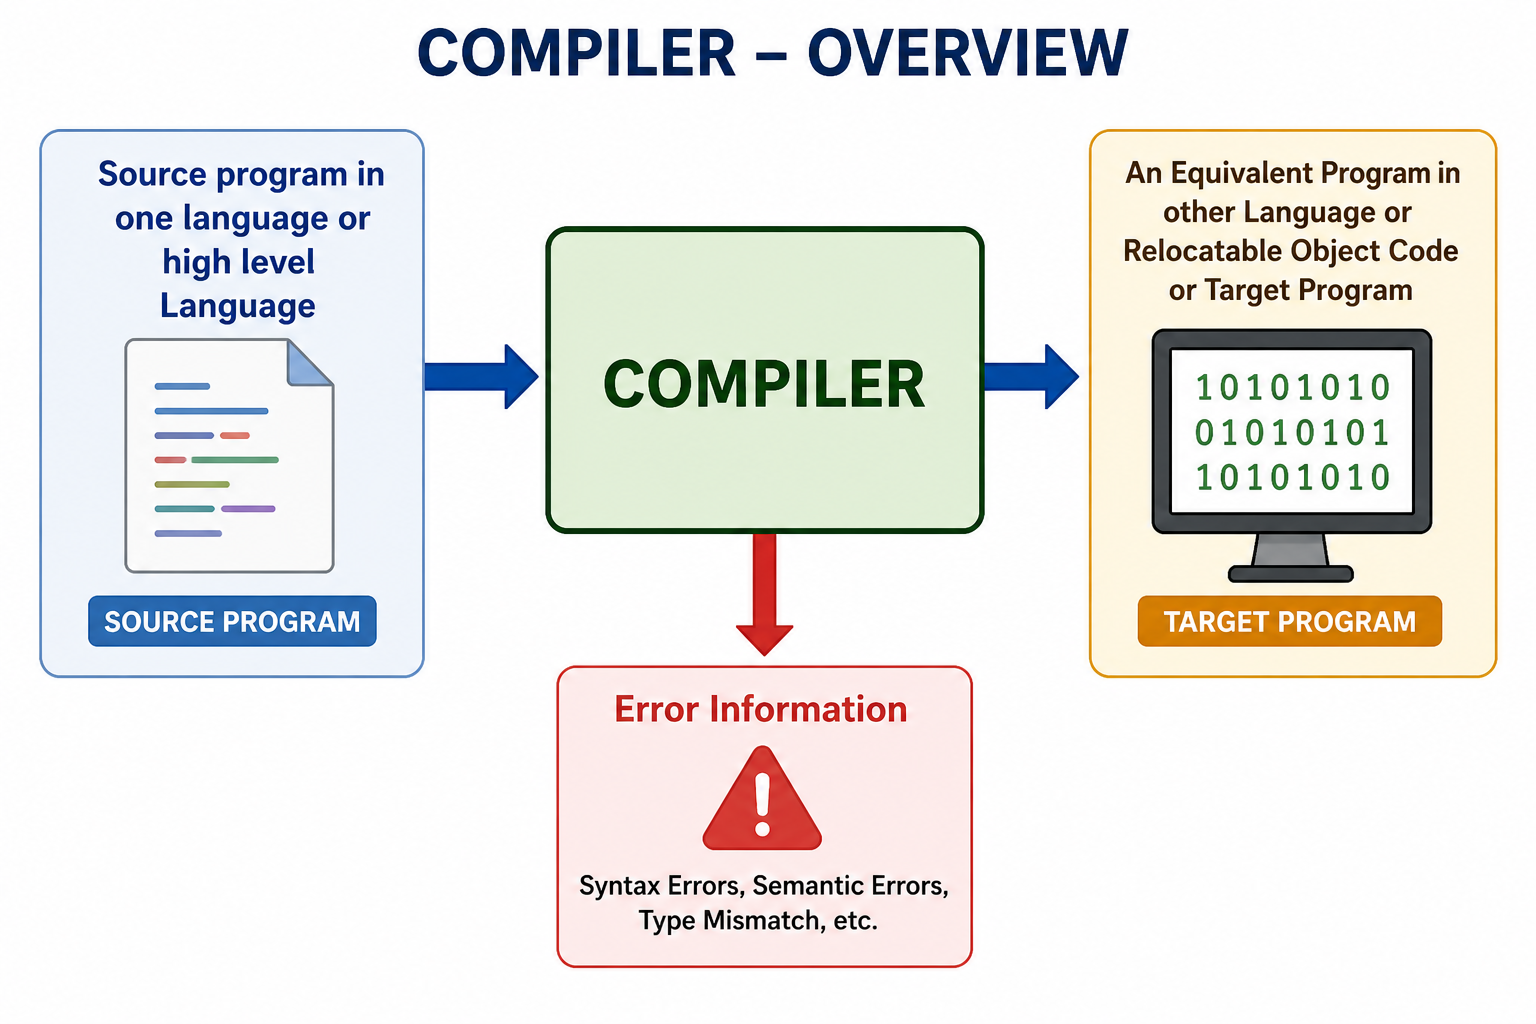 COMPILER – OVERVIEW
Source program in
one language or
high level
Language
SOURCE PROGRAM
COMPILER
An Equivalent Program in
other Language or
Relocatable Object Code
or Target Program
10101010
01010101
10101010
TARGET PROGRAM
Error Information
Syntax Errors, Semantic Errors,
Type Mismatch, etc.